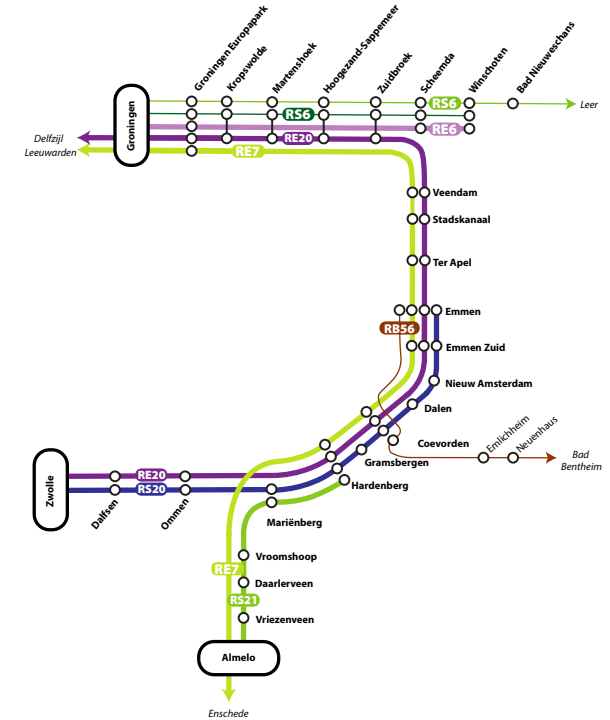 Groningen Europapark
Kropswolde
Martenshoek
Hoogezand-Sappemeer
Zuidbroek
Scheemda
Winschoten
Bad Nieuweschans
Groningen
RS6
Leer
RS6
RE6
Delfzijl
RE20
Leeuwarden
RE7
Veendam
Stadskanaal
Ter Apel
Emmen
RB56
Emmen Zuid
Nieuw Amsterdam
Dalen
Coevorden
Emlichheim
Neuenhaus
Bad
Bentheim
Gramsbergen
Hardenberg
Zwolle
RE20
RS20
Dalfsen
Ommen
Mariënberg
Vroomshoop
RE7
Daarlerveen
RS21
Vriezenveen
Almelo
Enschede